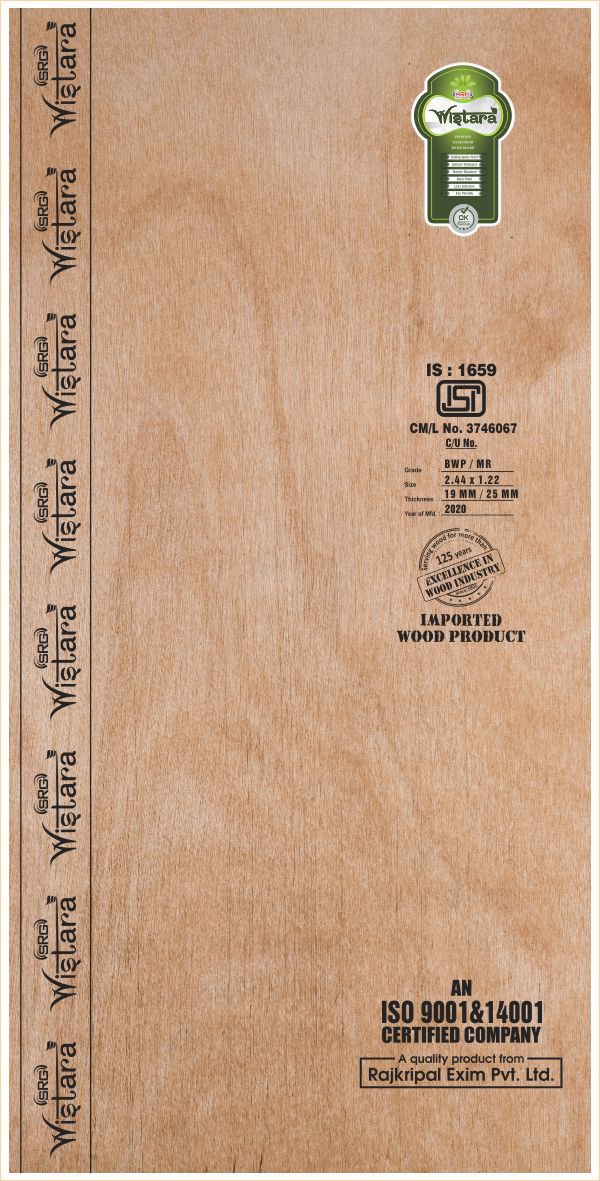 SRG
Wistara
SRG
Wistara
SRG
Wistara
SRG
Wistara
SRG
Wistara
SRG
Wistara
SRG
Wistara
SRG
Wistara
Wistara
OK
IS : 1659
ISI
CM/L No. 3746067
C/U No.
Grade BWP / MR
Size 2.44 x 1.22
Thickness 19 MM / 25 MM
Year of Mfd. 2020
Serving wood for more than
125 years
EXCELLENCE IN
WOOD INDUSTRY
IMPORTED
WOOD PRODUCT
AN
ISO 9001&14001
CERTIFIED COMPANY
A quality product from
Rajkripal Exim Pvt. Ltd.